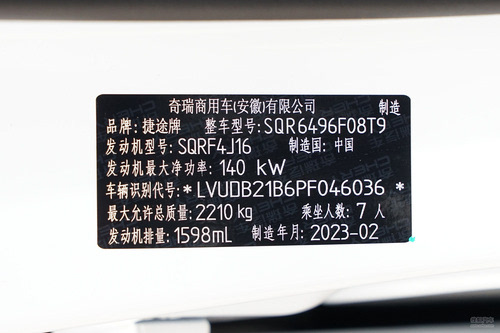 奇瑞商用车(安徽)有限公司 制造
品牌: 捷途牌 整车型号: SQR6496F08T9
发动机型号: SQRF4J16 制造国: 中国
发动机最大净功率: 140 kW
车辆识别代号: *LVUDB21B6PF046036*
最大允许总质量: 2210 kg 乘坐人数: 7 人
发动机排量: 1598mL 制造年月: 2023-02